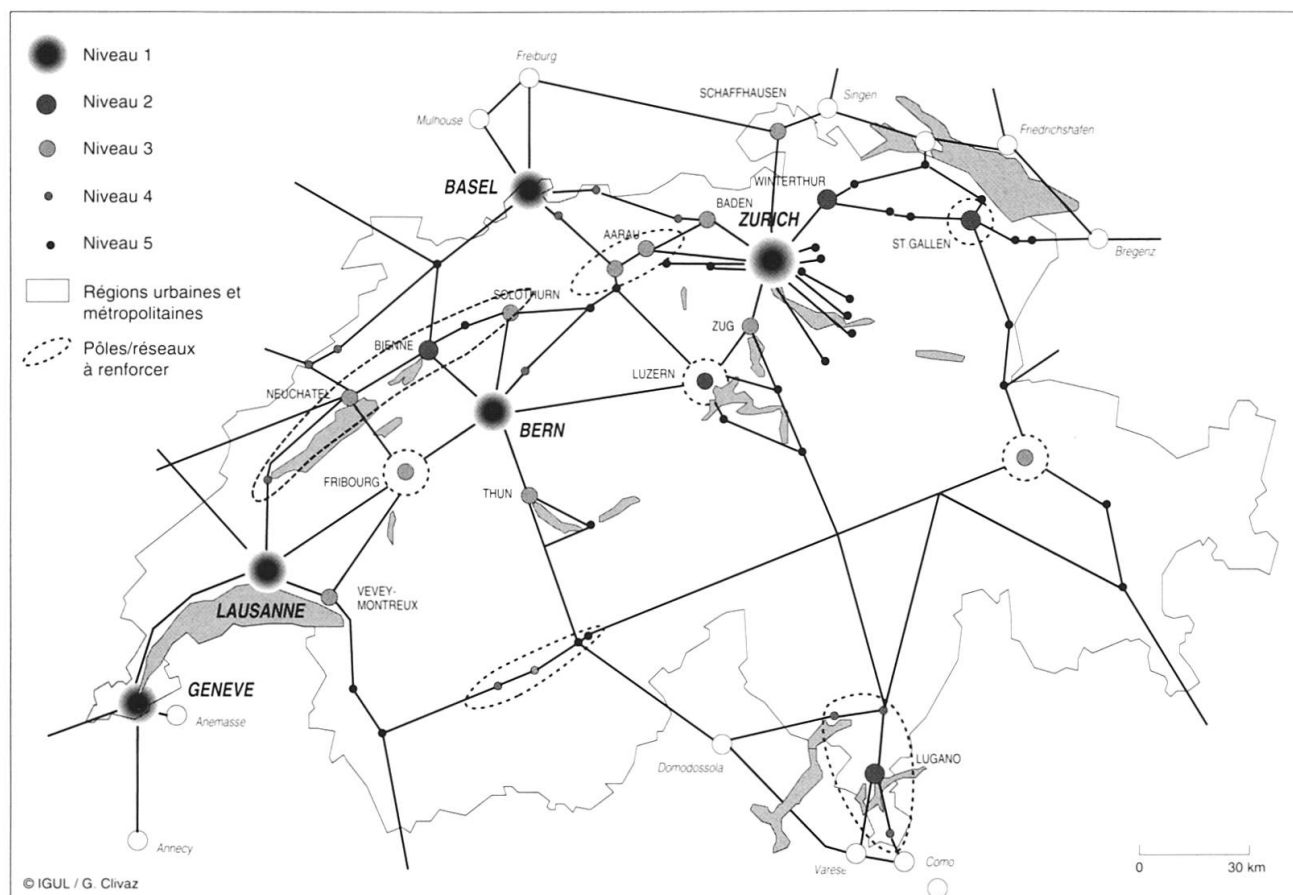 Niveau 1
Niveau 2
Niveau 3
Niveau 4
Niveau 5
Régions urbaines et
métropolitaines
Pôles/réseaux
à renforcer
Freiburg
Mulhouse
SCHAFFHAUSEN
Singen
Friedrichshafen
BASEL
WINTERTHUR
BADEN
ZURICH
AARAU
ST GALLEN
Bregenz
SOLOTHURN
BIENNE
ZUG
LUZERN
NEUCHATEL
BERN
FRIBOURG
THUN
LAUSANNE
VEVEY-
MONTREUX
GENEVE
Anemasse
Domodossola
LUGANO
Annecy
Varese
Como
0 30 km
© IGUL / G. Clivaz